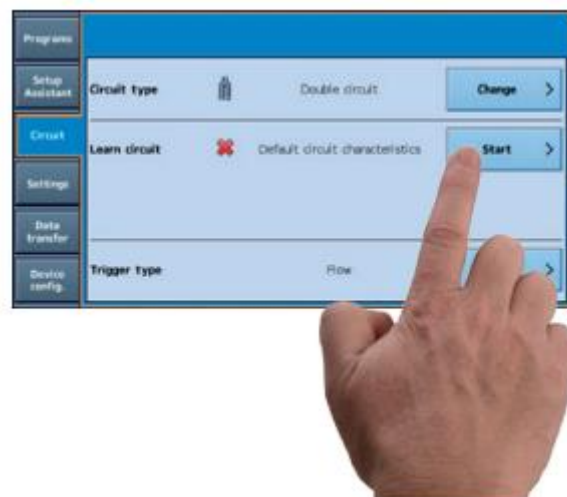 Programs
Setup
Assistant
Circuit type
Double circuit
Change >
Circuit
Learn circuit
Default circuit characteristics
Start >
Settings
Data
transfer
Trigger type
Flow
>
Device
config.